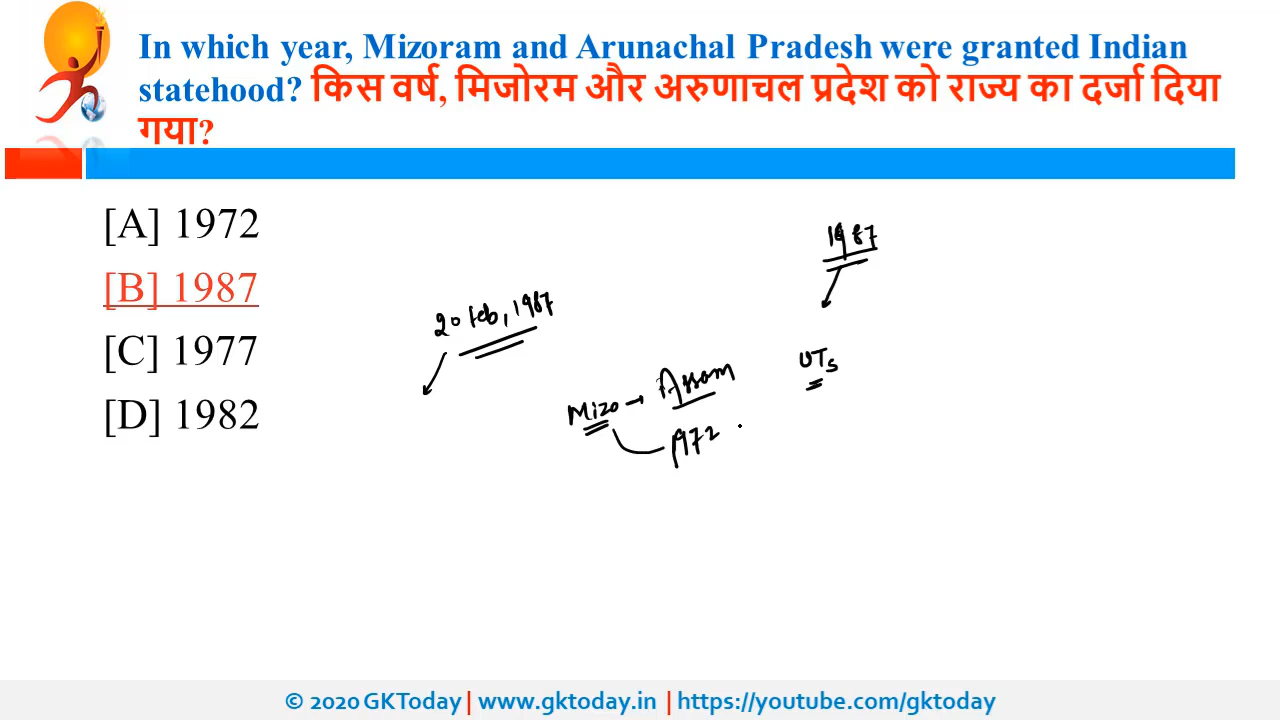 In which year, Mizoram and Arunachal Pradesh were granted Indian
statehood? किस वर्ष, मिजोरम और अरुणाचल प्रदेश को राज्य का दर्जा दिया
गया?
[A] 1972
[B] 1987
[C] 1977
[D] 1982
1987
20 Feb, 1987
UTs
Mizo → Assam
1972
© 2020 GKToday | www.gktoday.in | https://youtube.com/gktoday